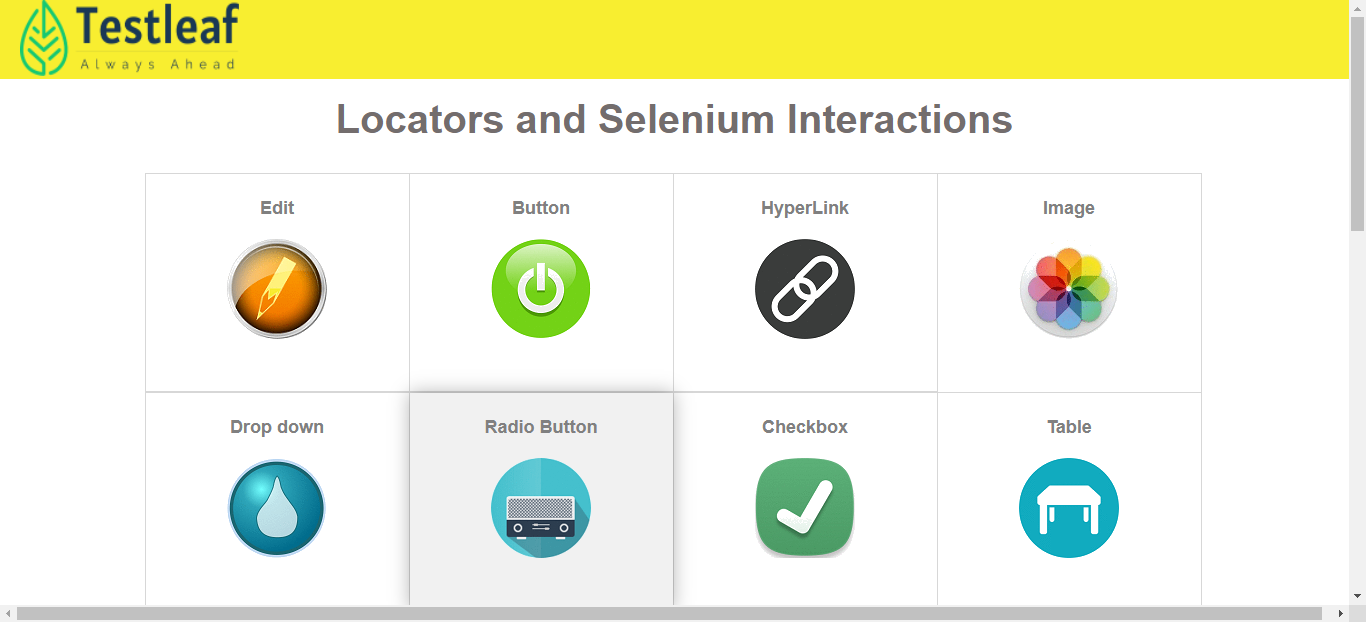 Testleaf
Always Ahead
Locators and Selenium Interactions
Edit
Button
HyperLink
Image
Drop down
Radio Button
Checkbox
Table